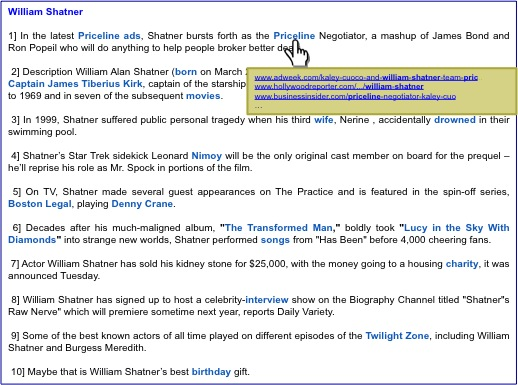 William Shatner
1] In the latest Priceline ads, Shatner bursts forth as the Priceline Negotiator, a mashup of James Bond and
Ron Popeil who will do anything to help people broker better
2] Description William Alan Shatner (born on March
www.adweek.com/kaley-cuoco-and-william-shatner-team-pric
www.hollywoodreporter.com/.../william-shatner
www.businessinsider.com/priceline-negotiator-kaley-cuo
...
Captain James Tiberius Kirk, captain of the starship
to 1969 and in seven of the subsequent movies.
3] In 1999, Shatner suffered public personal tragedy when his third wife, Nerine , accidentally drowned in their
swimming pool.
4] Shatner's Star Trek sidekick Leonard Nimoy will be the only original cast member on board for the prequel –
he'll reprise his role as Mr. Spock in portions of the film.
5] On TV, Shatner made several guest appearances on The Practice and is featured in the spin-off series,
Boston Legal, playing Denny Crane.
6] Decades after his much-maligned album, "The Transformed Man," boldly took "Lucy in the Sky With
Diamonds" into strange new worlds, Shatner performed songs from "Has Been" before 4,000 cheering fans.
7] Actor William Shatner has sold his kidney stone for $25,000, with the money going to a housing charity, it was
announced Tuesday.
8] William Shatner has signed up to host a celebrity-interview show on the Biography Channel titled "Shatner"s
Raw Nerve" which will premiere sometime next year, reports Daily Variety.
9] Some of the best known actors of all time played on different episodes of the Twilight Zone, including William
Shatner and Burgess Meredith.
10] Maybe that is William Shatner's best birthday gift.